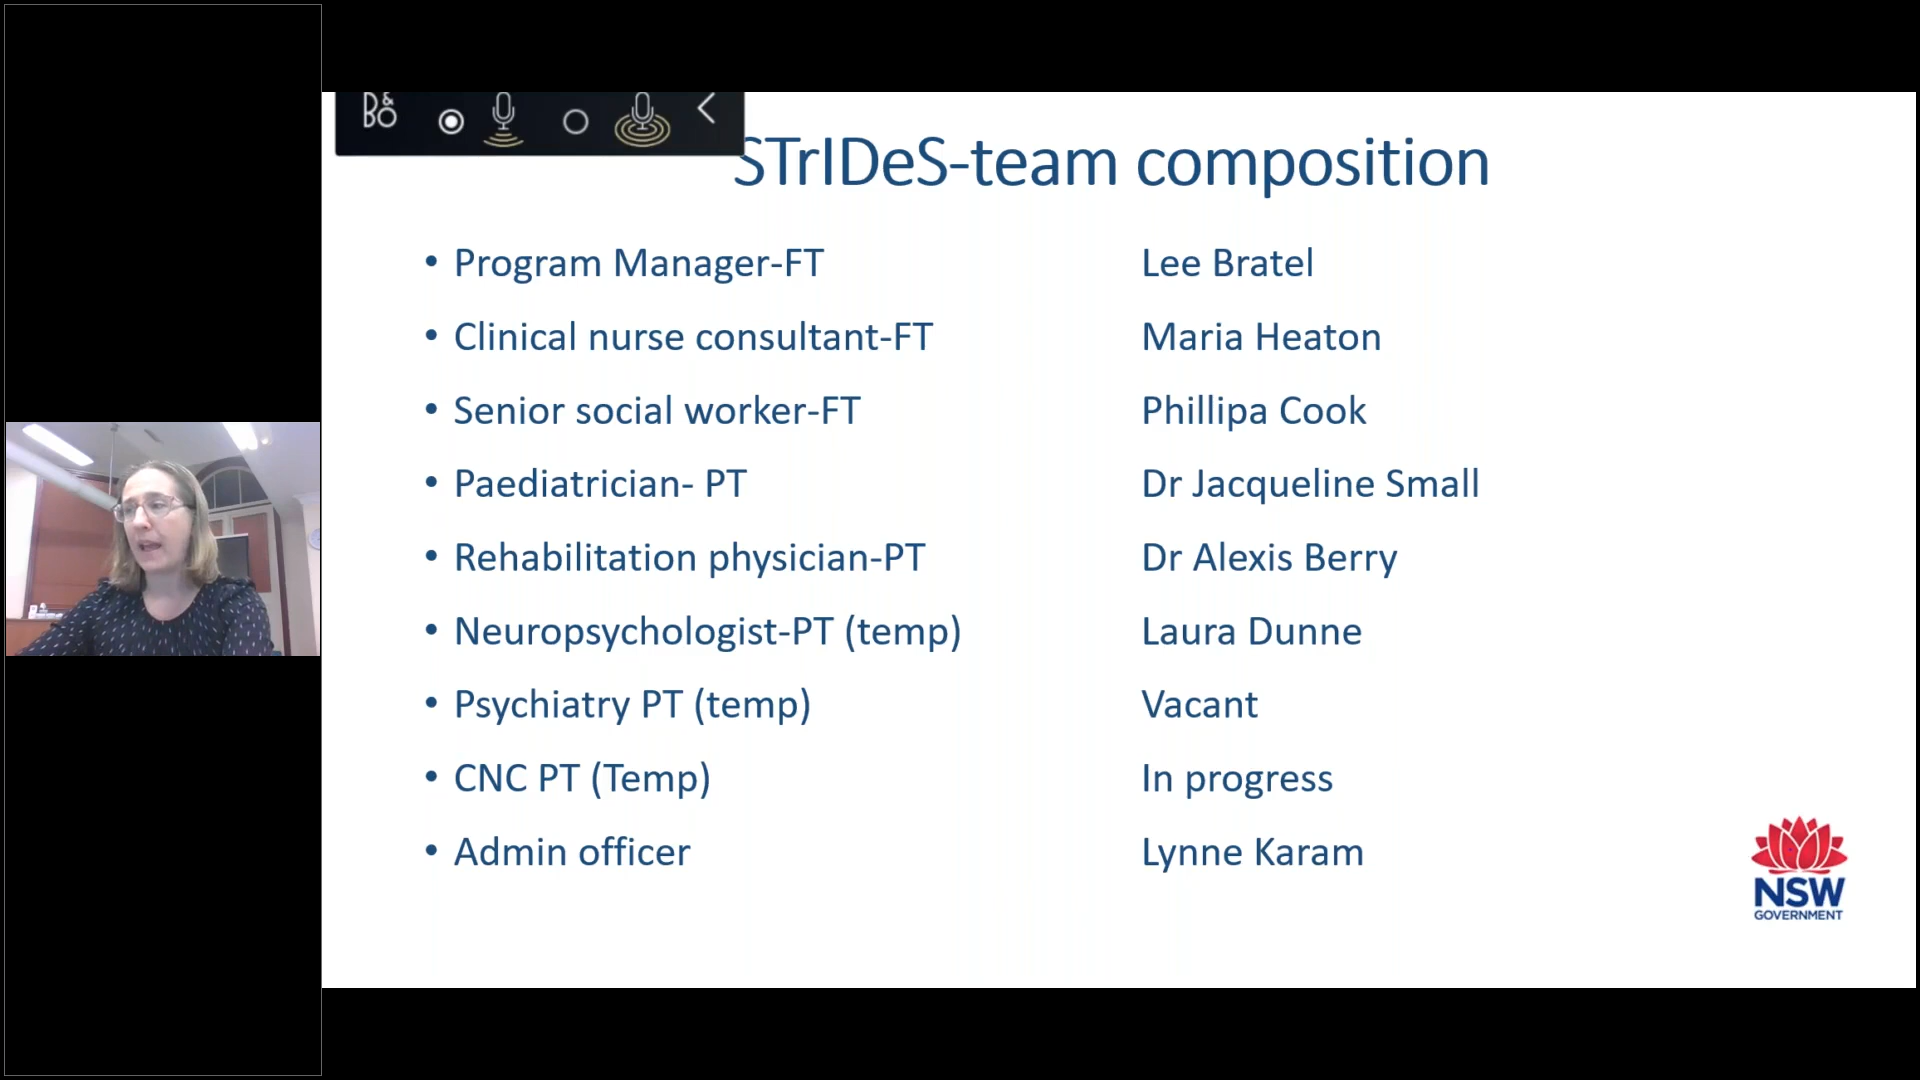 B&O
STrIDeS-team composition
• Program Manager-FT Lee Bratel
• Clinical nurse consultant-FT Maria Heaton
• Senior social worker-FT Phillipa Cook
• Paediatrician- PT Dr Jacqueline Small
• Rehabilitation physician-PT Dr Alexis Berry
• Neuropsychologist-PT (temp) Laura Dunne
• Psychiatry PT (temp) Vacant
• CNC PT (Temp) In progress
• Admin officer Lynne Karam
NSW
GOVERNMENT